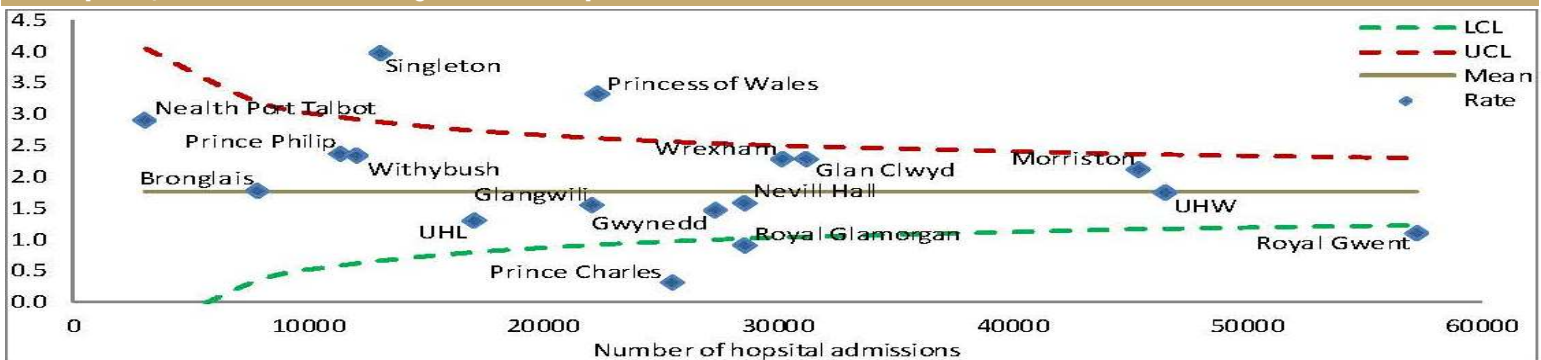 4.5
4.0
3.5
3.0
2.5
2.0
1.5
1.0
0.5
0.0
LCL
UCL
Mean
Rate
Singleton
Princess of Wales
Nealth Port Talbot
Prince Philip
Withybush
Wrexham
Glan Clwyd
Morriston
Bronglais
Glangwili
Nevill Hall
UHL
Gwynedd
UHW
Royal Glamorgan
Royal Gwent
Prince Charles
0 10000 20000 30000 40000 50000 60000
Number of hopsital admissions